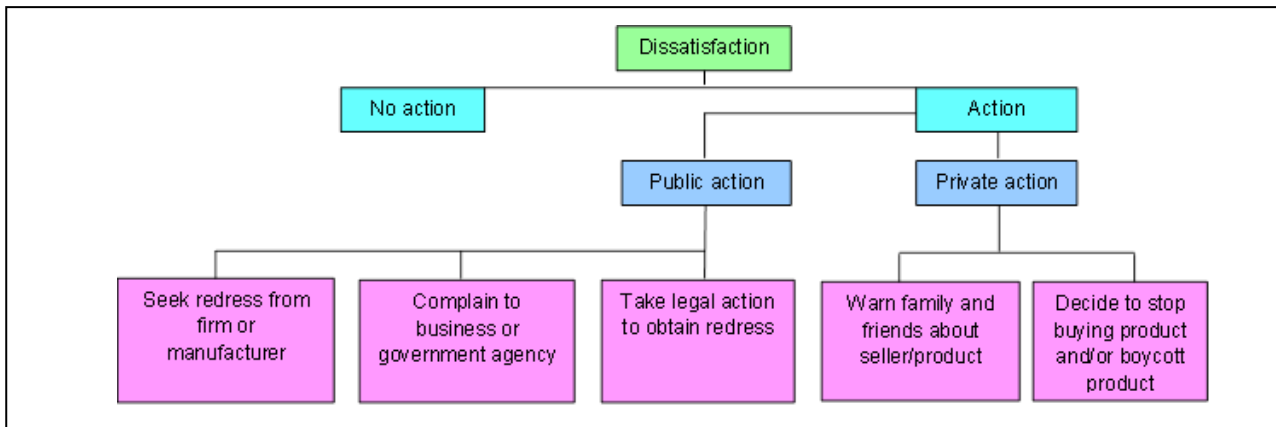 Dissatisfaction
No action
Action
Public action
Private action
Seek redress from
firm or
manufacturer
Complain to
business or
government agency
Take legal action
to obtain redress
Warn family and
friends about
seller/product
Decide to stop
buying product
and/or boycott
product